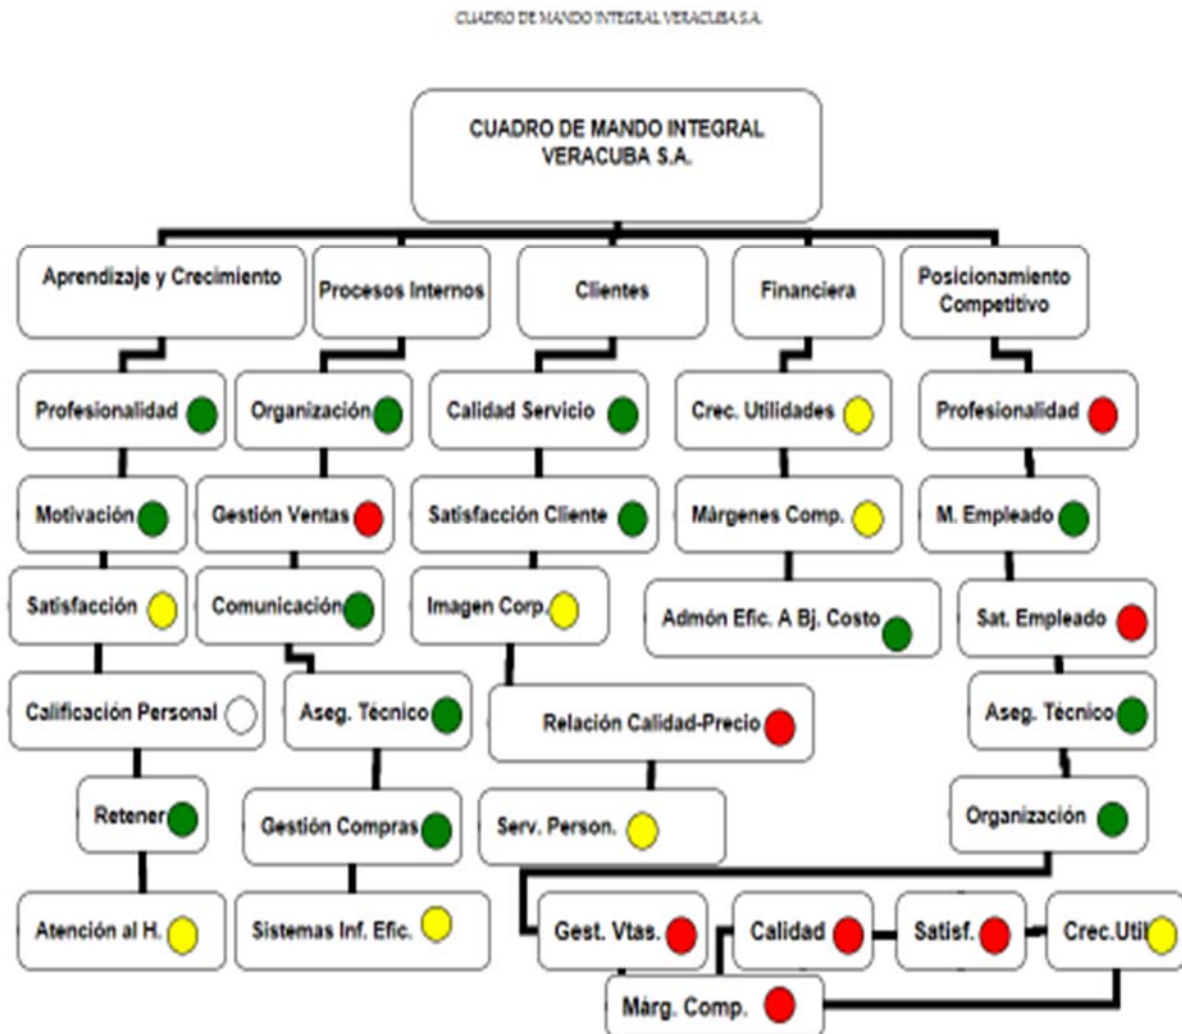 CUADRO DE MANDO INTEGRAL VERACUBA S.A.
CUADRO DE MANDO INTEGRAL
VERACUBA S.A.
Aprendizaje y Crecimiento
Procesos Internos
Clientes
Financiera
Posicionamiento
Competitivo
Profesionalidad
Organización
Calidad Servicio
Crec. Utilidades
Profesionalidad
Motivación
Gestión Ventas
Satisfacción Cliente
Márgenes Comp.
M. Empleado
Satisfacción
Comunicación
Imagen Corp.
Admón Efic. A Bj. Costo
Sat. Empleado
Calificación Personal
Aseg. Técnico
Relación Calidad-Precio
Aseg. Técnico
Retener
Gestión Compras
Serv. Person.
Organización
Atención al H.
Sistemas Inf. Efic.
Gest. Vtas.
Calidad
Satisf.
Crec.Util
Márg. Comp.